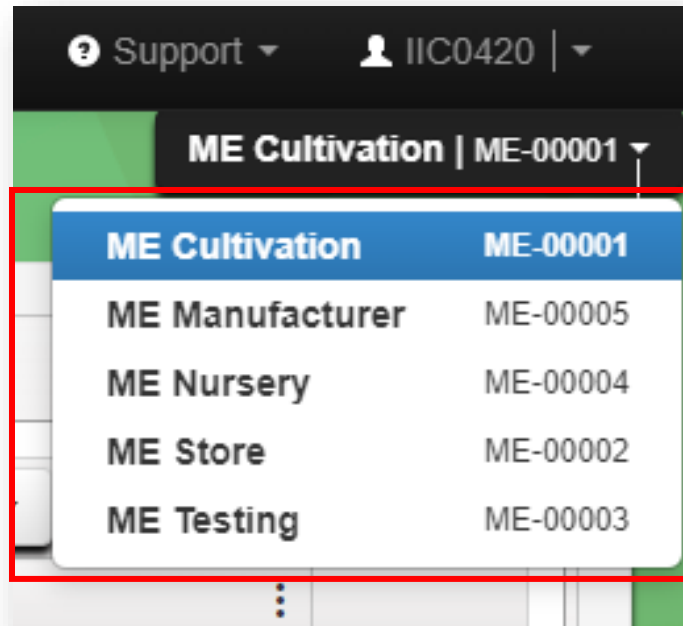 Support IIC0420
ME Cultivation | ME-00001
ME Cultivation ME-00001
ME Manufacturer ME-00005
ME Nursery ME-00004
ME Store ME-00002
ME Testing ME-00003